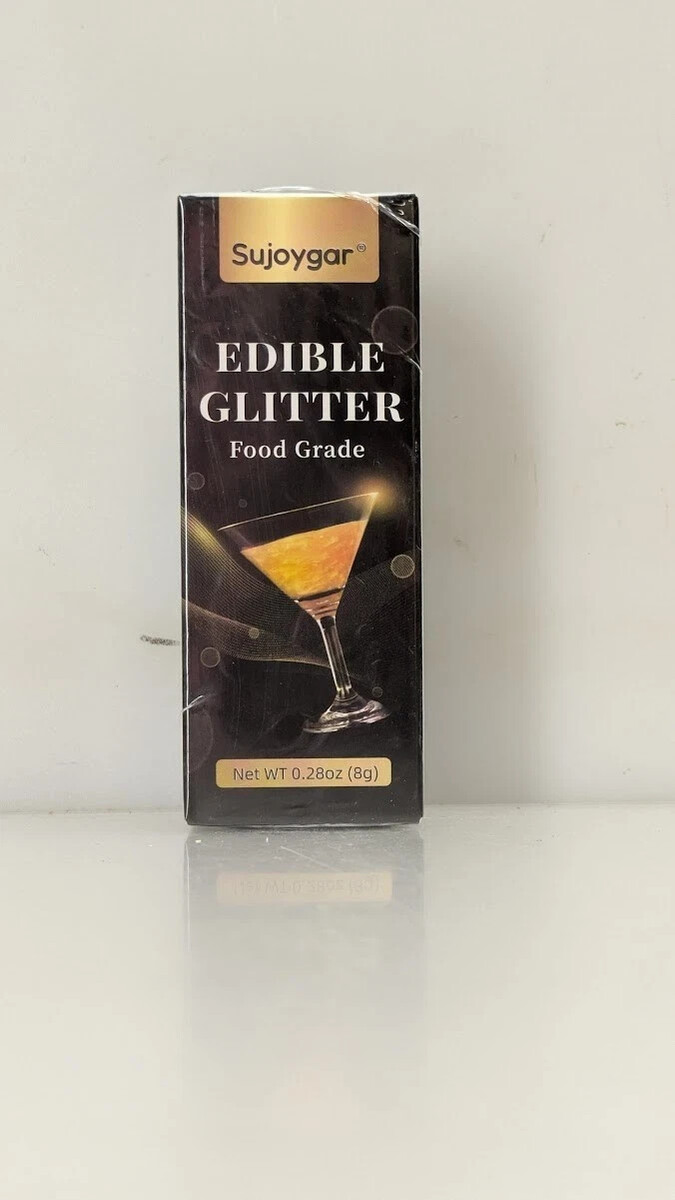 Sujoygar®
EDIBLE
GLITTER
Food Grade
Net WT 0.28oz (8g)